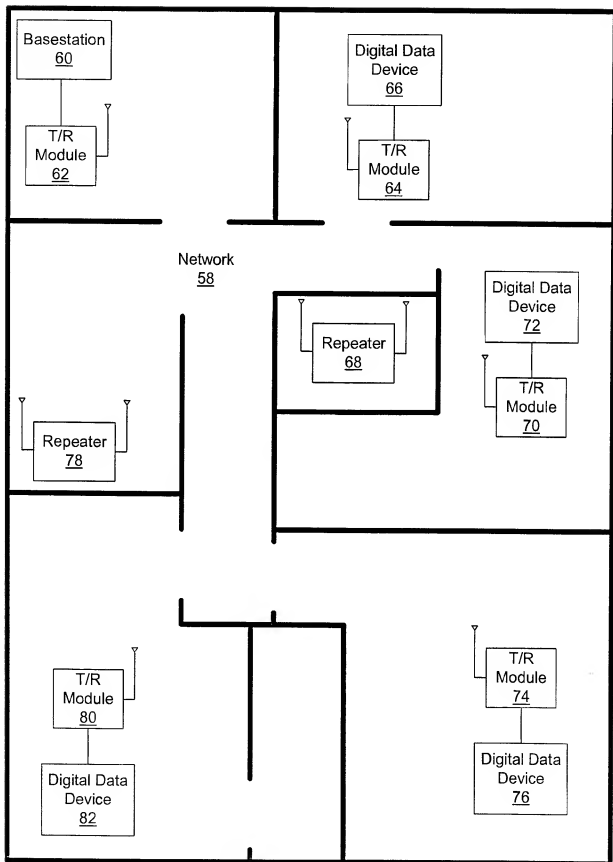 Basestation
60
T/R
Module
62
Digital Data
Device
66
T/R
Module
64
Network
58
Repeater
68
Digital Data
Device
72
T/R
Module
70
Repeater
78
T/R
Module
80
Digital Data
Device
82
T/R
Module
74
Digital Data
Device
76